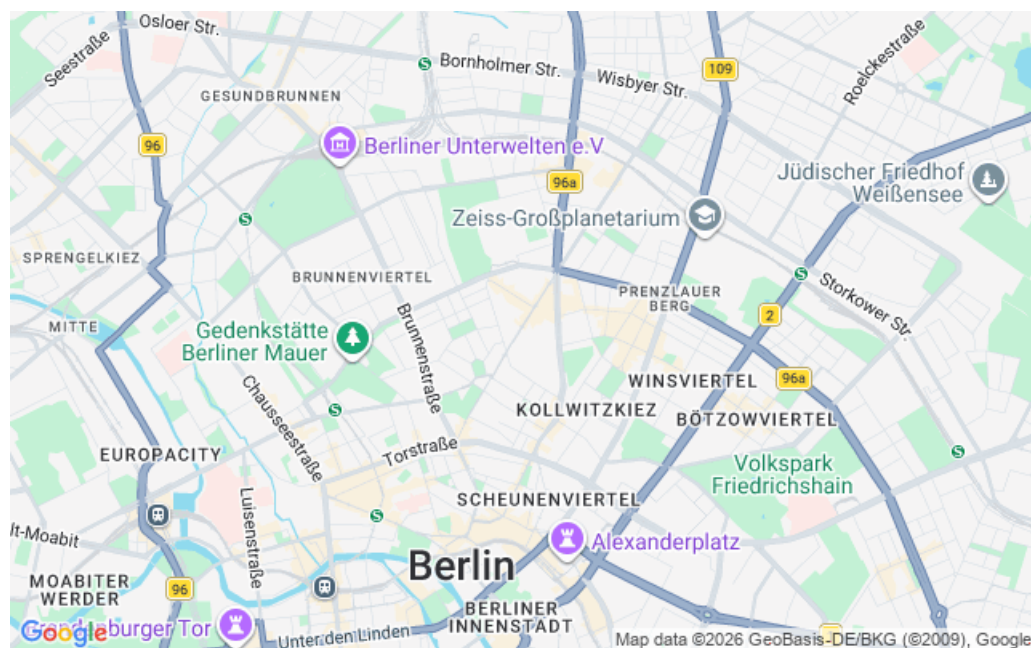 Osloer Str.
Seestraße
Bornholmer Str.
Wisbyer Str.
109
Roelckestraße
GESUNDBRUNNEN
96
Berliner Unterwelten e.V
96a
Jüdischer Friedhof
Weißensee
Zeiss-Großplanetarium
S
S
S
SPRENGELKIEZ
BRUNNENVIERTEL
PRENZLAUER
BERG
Storkower Str.
MITTE
Gedenkstätte
Berliner Mauer
Brunnenstraße
2
96a
WINSVIERTEL
Chausseestraße
KOLLWITZKIEZ
BÖTZOWVIERTEL
S
EUROPACITY
Torstraße
S
Volkspark
Friedrichshain
Luisenstraße
SCHEUNENVIERTEL
S
lt-Moabit
Alexanderplatz
Berlin
MOABITER
WERDER
96
BERLINER
INNENSTADT
Brandenburger Tor
Google
Unter den Linden
Map data ©2026 GeoBasis-DE/BKG (©2009), Google